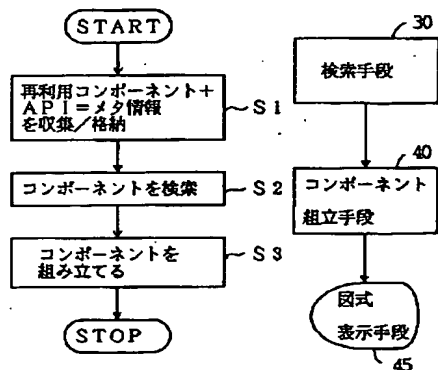 START
再利用コンポーネント+
API=メタ情報
を収集/格納
S1
コンポーネントを検索
S2
コンポーネントを
組み立てる
S3
STOP
30
検索手段
40
コンポーネント
組立手段
図式
表示手段
45